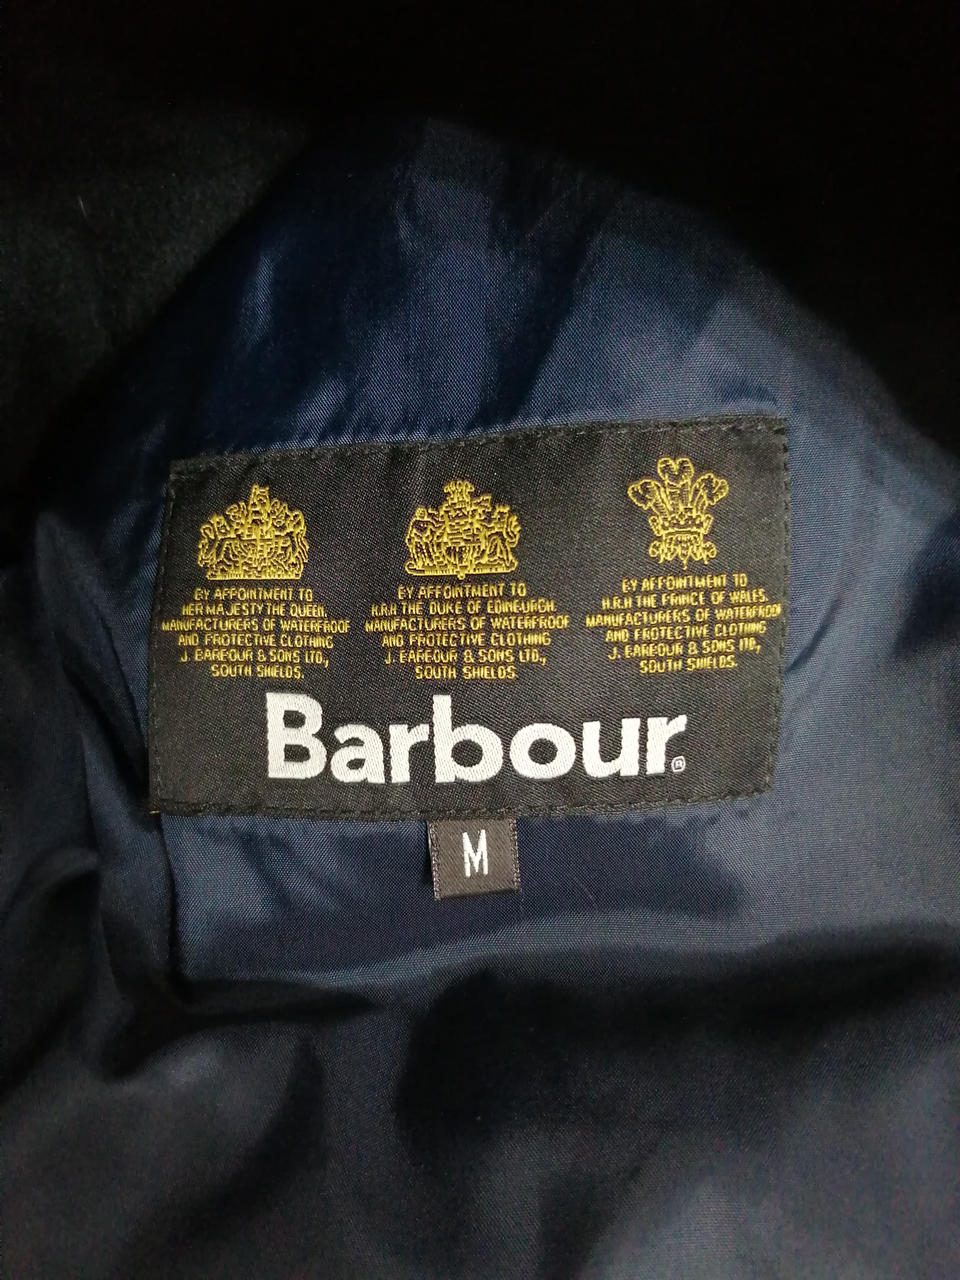 BY APPOINTMENT TO
HER MAJESTY THE QUEEN.
MANUFACTURERS OF WATERPROOF
AND PROTECTIVE CLOTHING
J. BARBOUR & SONS LTD.,
SOUTH SHIELDS.
BY APPOINTMENT TO
H.R.H THE DUKE OF EDINBURGH.
MANUFACTURERS OF WATERPROOF
AND PROTECTIVE CLOTHING
J. BARBOUR & SONS LTD.,
SOUTH SHIELDS.
BY APPOINTMENT TO
H.R.H THE PRINCE OF WALES.
MANUFACTURERS OF WATERPROOF
AND PROTECTIVE CLOTHING
J. BARBOUR & SONS LTD.,
SOUTH SHIELDS.
Barbour®
M